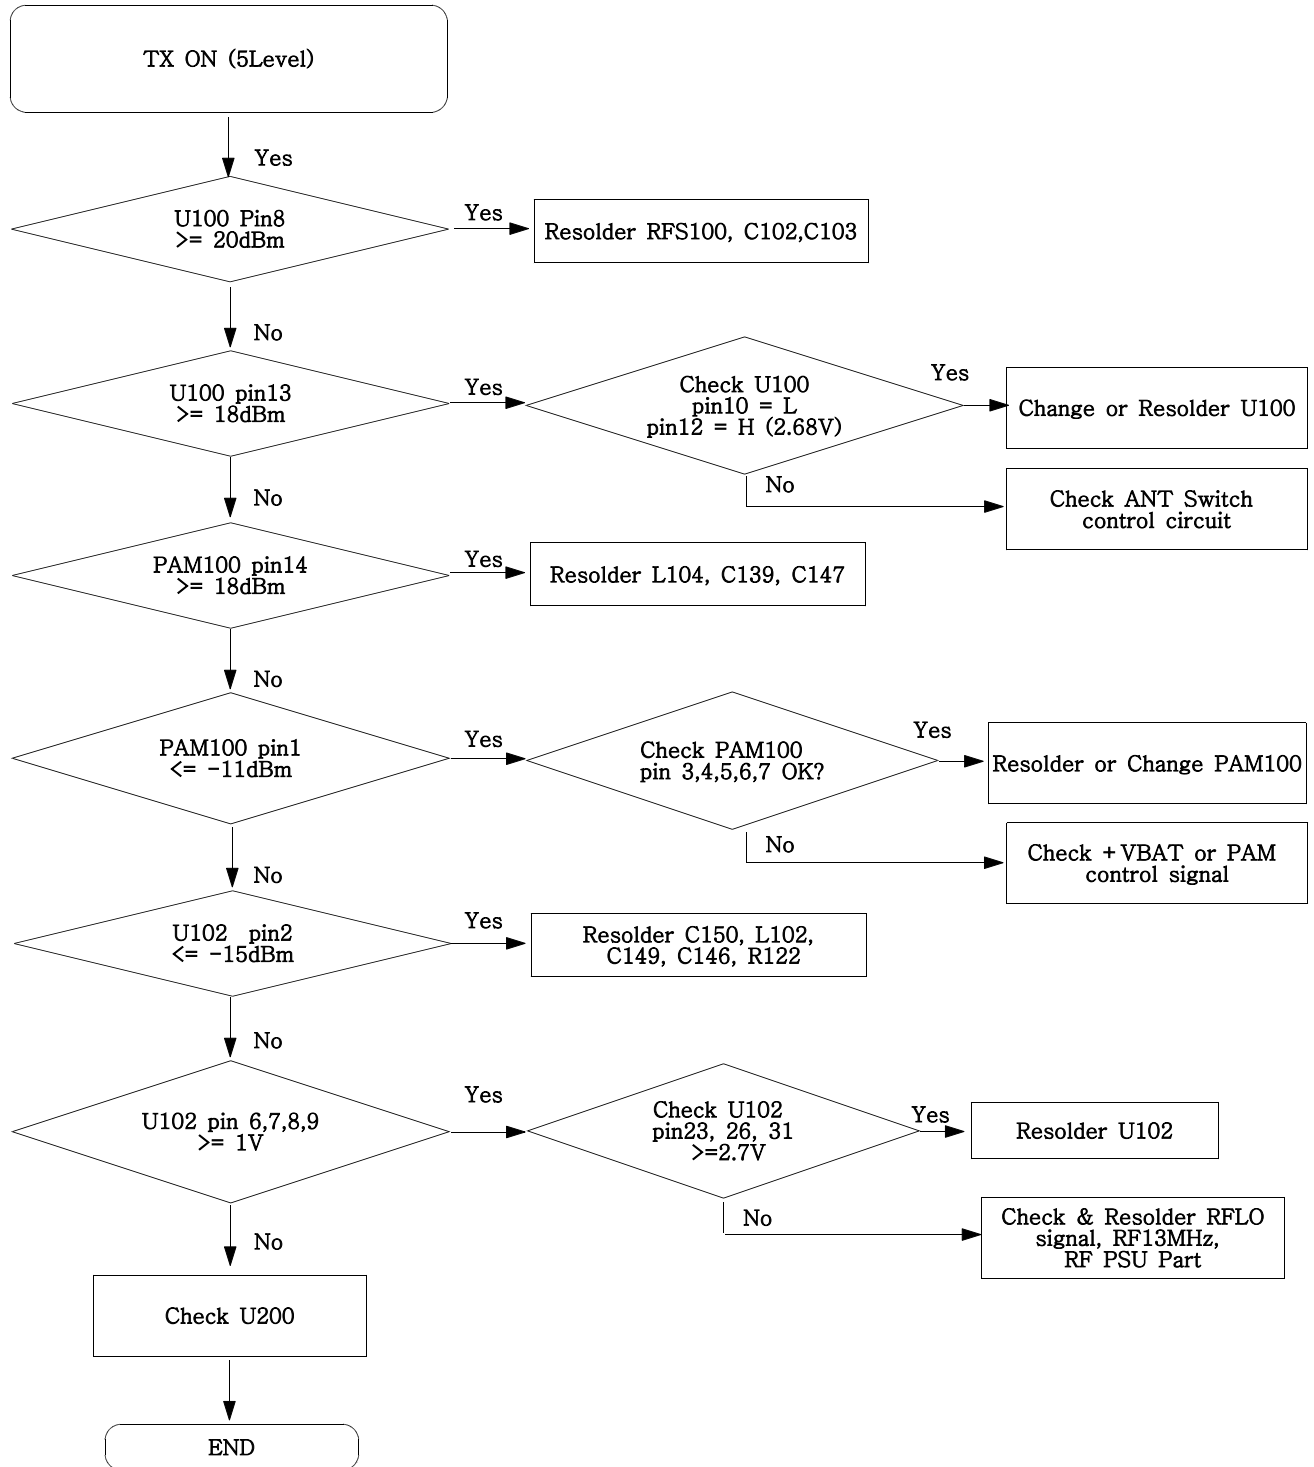 TX ON (5Level)
Yes
U100 Pin8
>= 20dBm
Yes
Resolder RFS100, C102,C103
No
U100 pin13
>= 18dBm
Yes
Check U100
pin10 = L
pin12 = H (2.68V)
Yes
Change or Resolder U100
No
Check ANT Switch
control circuit
No
PAM100 pin14
>= 18dBm
Yes
Resolder L104, C139, C147
No
PAM100 pin1
<= -11dBm
Yes
Check PAM100
pin 3,4,5,6,7 OK?
Yes
Resolder or Change PAM100
No
Check +VBAT or PAM
control signal
No
U102 pin2
<= -15dBm
Yes
Resolder C150, L102,
C149, C146, R122
No
U102 pin 6,7,8,9
>= 1V
Yes
Check U102
pin23, 26, 31
>=2.7V
Yes
Resolder U102
No
Check & Resolder RFLO
signal, RF13MHz,
RF PSU Part
No
Check U200
END